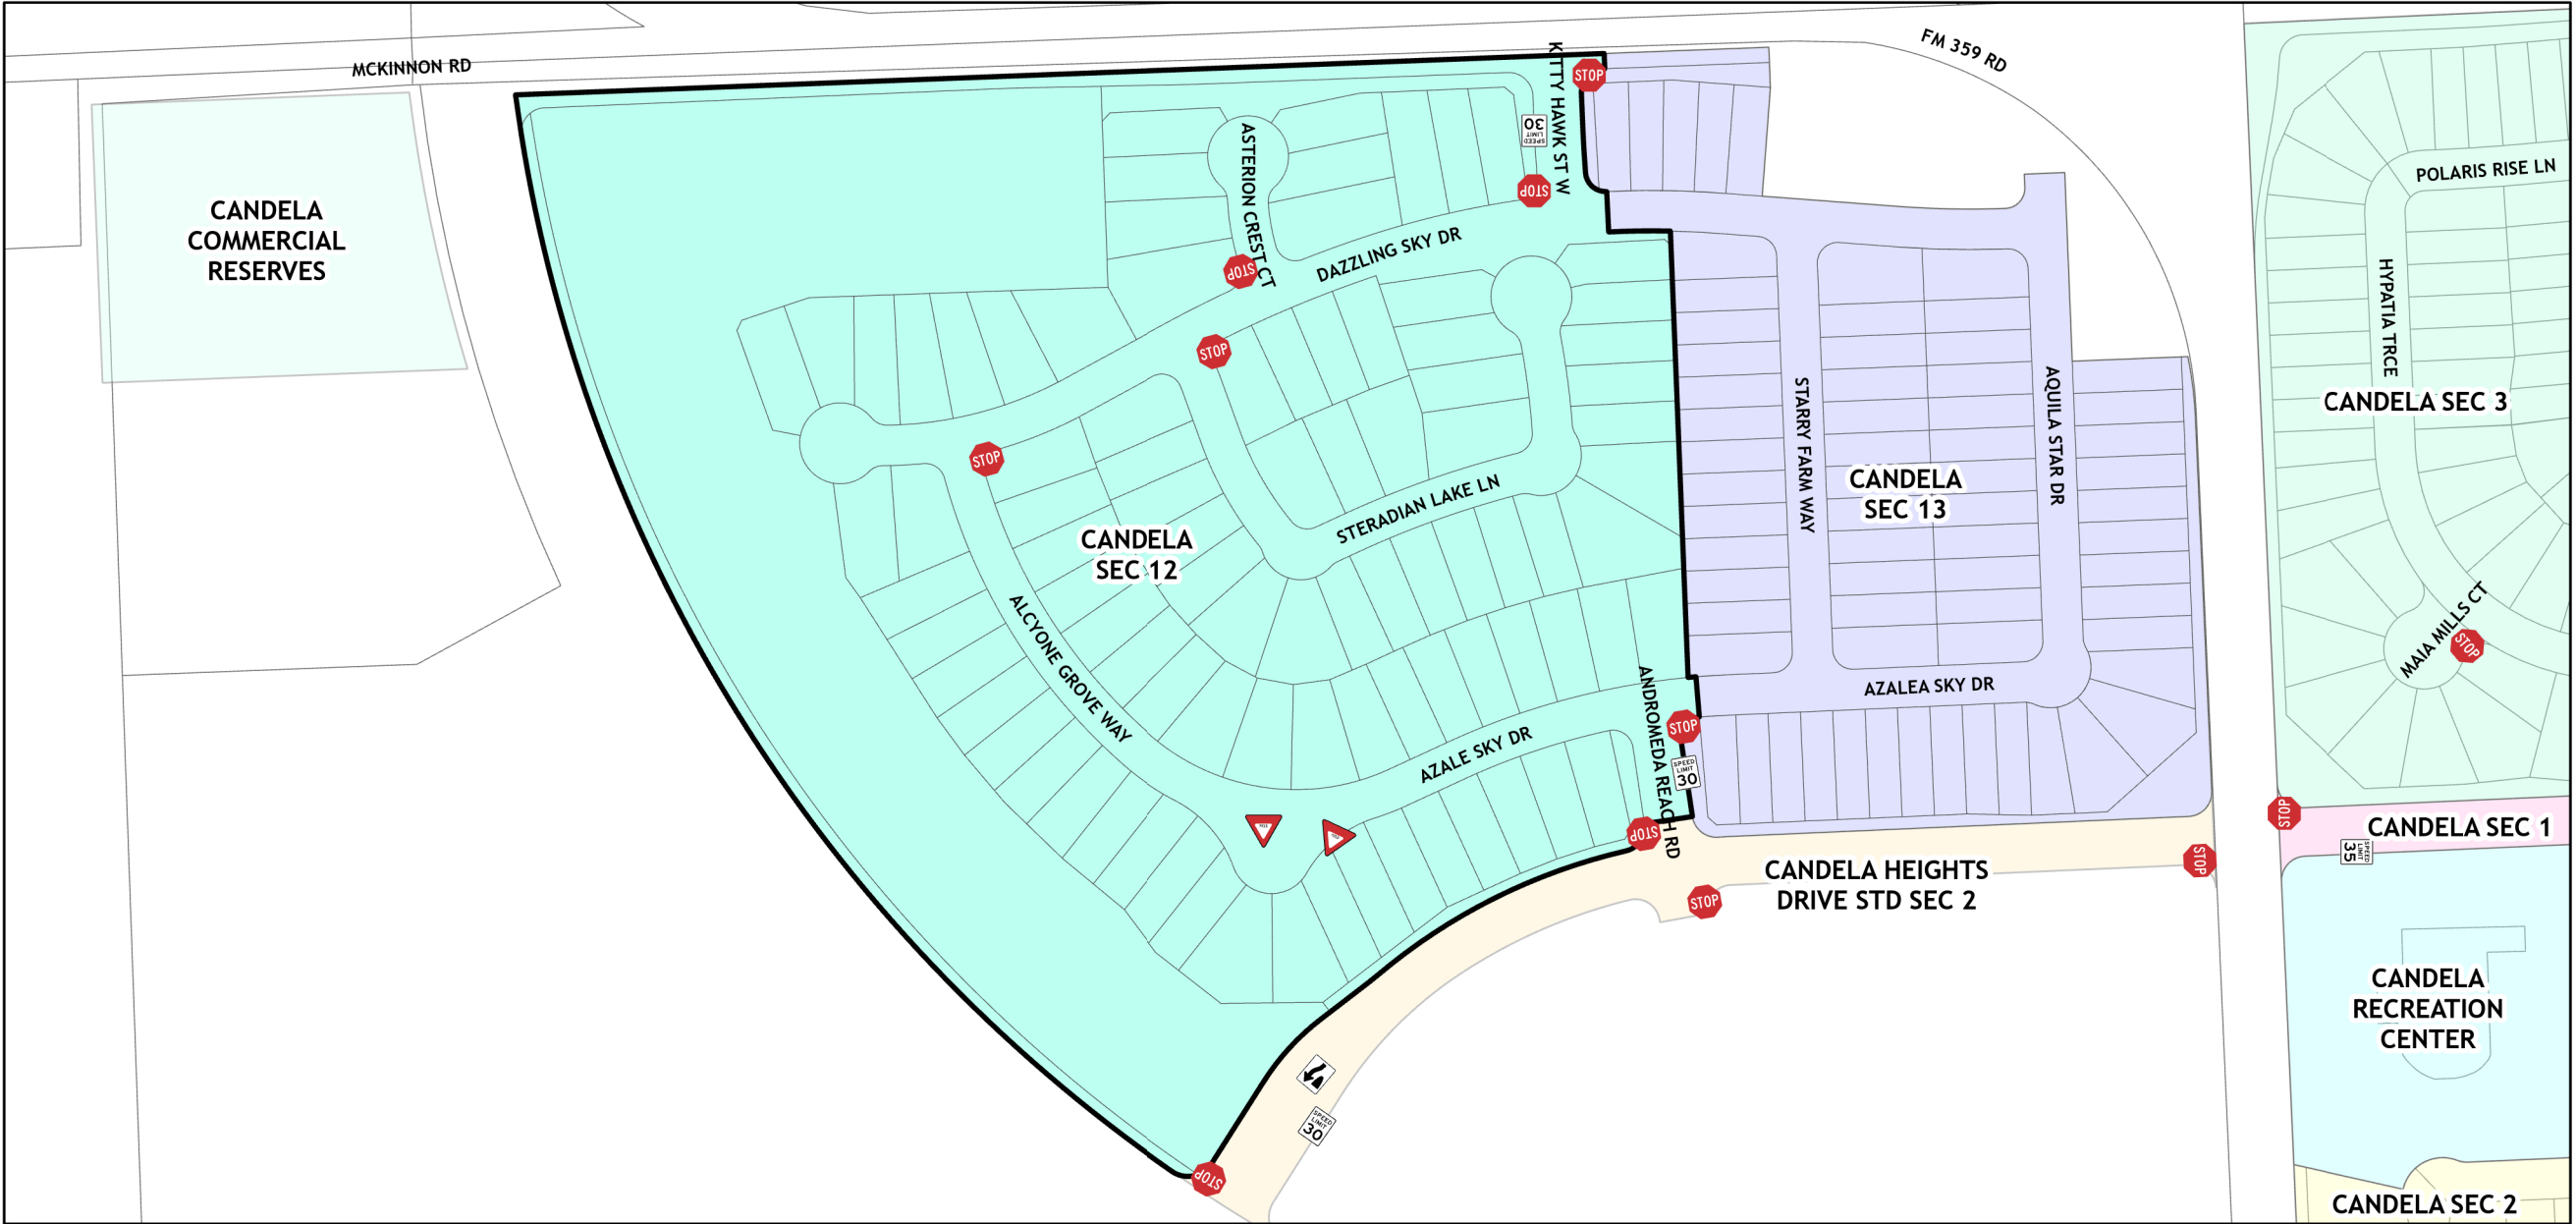 MCKINNON RD
FM 359 RD
KITTY HAWK ST W
STOP
SPEED
LIMIT
30
STOP
ASTERION CREST CT
STOP
DAZZLING SKY DR
STOP
STOP
CANDELA
COMMERCIAL
RESERVES
POLARIS RISE LN
HYPATIA TRCE
CANDELA SEC 3
STARRY FARM WAY
AQUILA STAR DR
CANDELA
SEC 13
STERADIAN LAKE LN
CANDELA
SEC 12
ALCYONE GROVE WAY
MAIA MILLS CT
STOP
AZALEA SKY DR
ANDROMEDA REACH RD
STOP
SPEED
LIMIT
30
AZALE SKY DR
STOP
STOP
CANDELA SEC 1
SPEED
LIMIT
35
STOP
CANDELA HEIGHTS
DRIVE STD SEC 2
STOP
CANDELA
RECREATION
CENTER
SPEED
LIMIT
30
STOP
CANDELA SEC 2